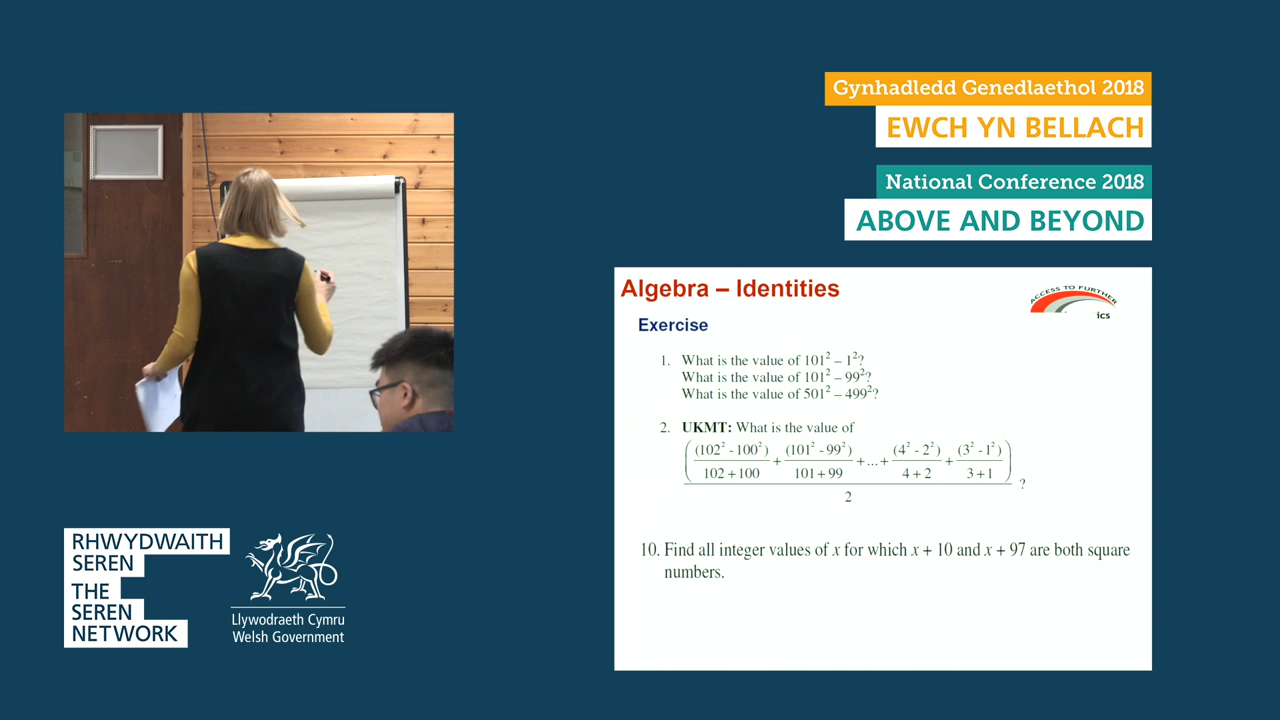 Gynhadledd Genedlaethol 2018
EWCH YN BELLACH
National Conference 2018
ABOVE AND BEYOND
Algebra – Identities
ACCESS TO FURTHER
ics
Exercise
1. What is the value of 101² – 1²?
What is the value of 101² – 99²?
What is the value of 501² – 499²?
2. UKMT: What is the value of
(102² - 100²) (101² - 99²) (4² - 2²) (3² - 1²)
+ + ... + +
102 + 100 101 + 99 4 + 2 3 + 1
?
2
10. Find all integer values of x for which x + 10 and x + 97 are both square
numbers.
RHWYDWAITH
SEREN
THE
SEREN
NETWORK
Llywodraeth Cymru
Welsh Government